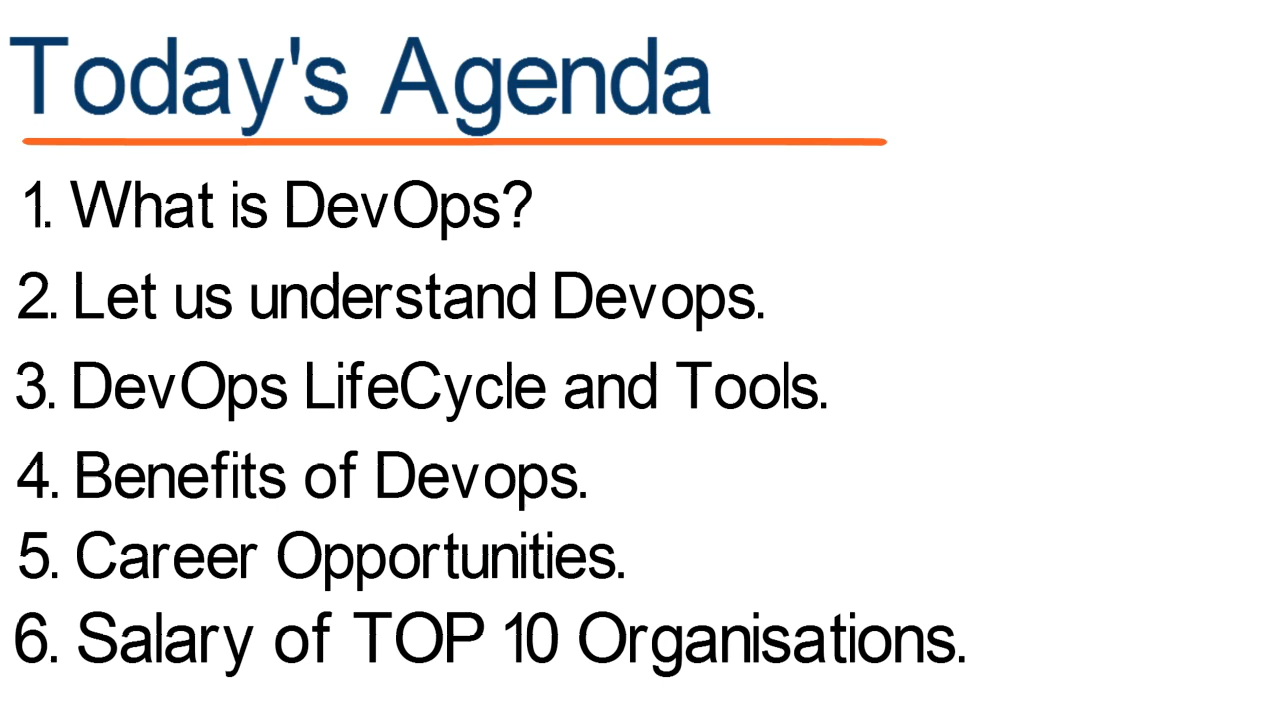 Today's Agenda
1. What is DevOps?
2. Let us understand Devops.
3. DevOps LifeCycle and Tools.
4. Benefits of Devops.
5. Career Opportunities.
6. Salary of TOP 10 Organisations.